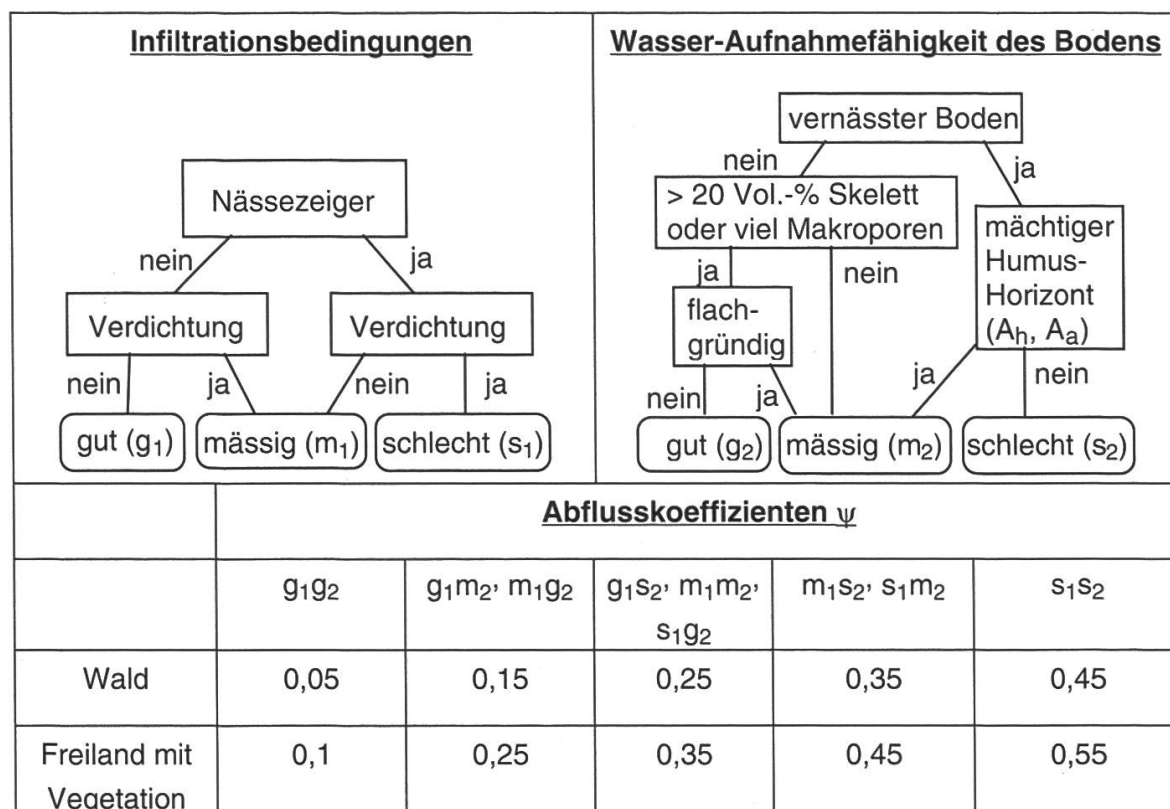 Infiltrationsbedingungen
Nässezeiger
nein
ja
Verdichtung
Verdichtung
nein
ja
nein
ja
gut (g1)
mässig (m1)
schlecht (s1)
Wasser-Aufnahmefähigkeit des Bodens
vernässter Boden
nein
ja
> 20 Vol.-% Skelett
oder viel Makroporen
mächtiger
Humus-
Horizont
(Ah, Aa)
ja
nein
flach-
gründig
nein
ja
ja
nein
gut (g2)
mässig (m2)
schlecht (s2)
Abflusskoeffizienten ψ
g1g2
g1m2, m1g2
g1s2, m1m2,
s1g2
m1s2, s1m2
s1s2
Wald
0,05
0,15
0,25
0,35
0,45
Freiland mit
Vegetation
0,1
0,25
0,35
0,45
0,55